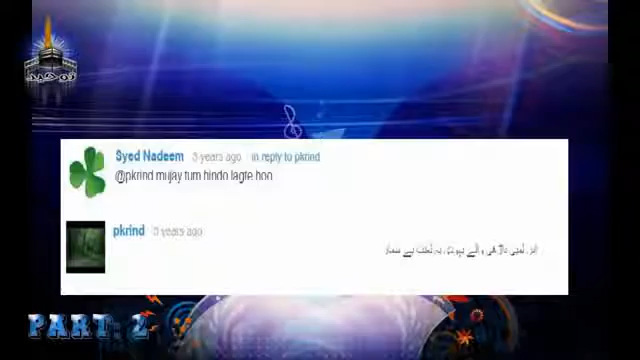 توحید
Syed Nadeem 3 years ago in reply to pkrind
@pkrind mujay tum hindo lagte hoo
pkrind 3 years ago
PART: 2